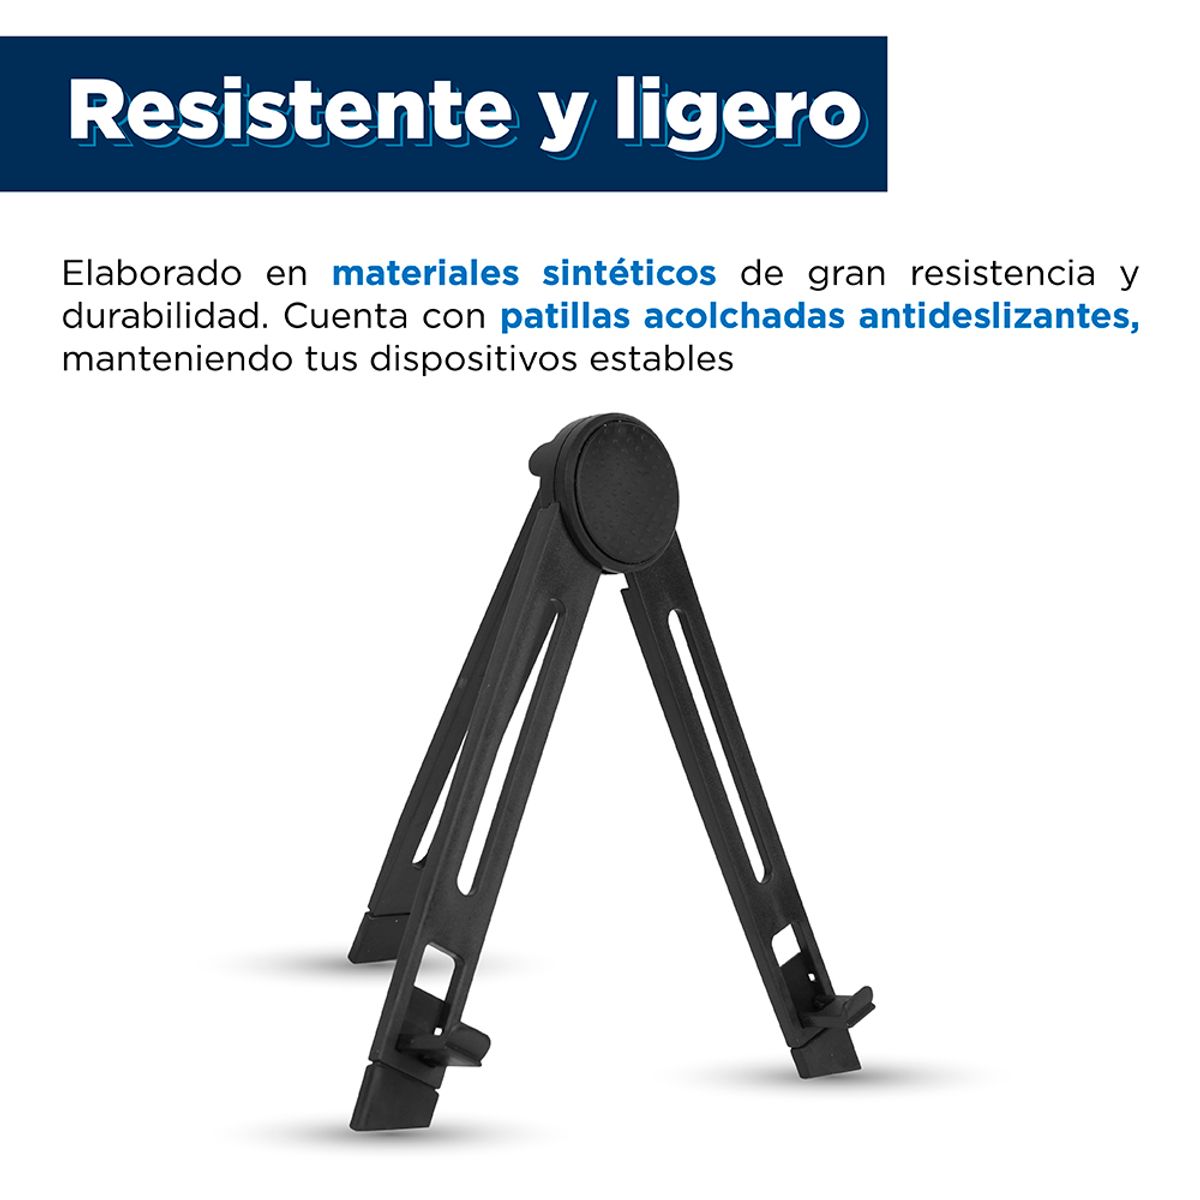 Resistente y ligero
Elaborado en materiales sintéticos de gran resistencia y
durabilidad. Cuenta con patillas acolchadas antideslizantes,
manteniendo tus dispositivos estables